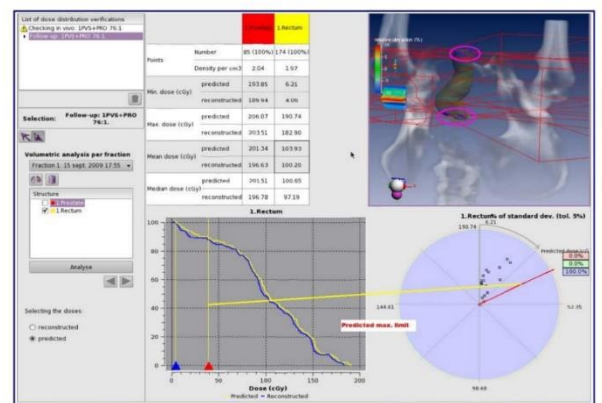 List of dose distribution verifications
Checking in vivo: 1PVS+PRO 76.1
Follow-up: 1PVS+PRO 76.1
Selection: Follow-up: 1PVS+PRO
76:1.
Volumetric analysis per fraction
Fraction 1: 15 sept. 2009 17:55
Structure
1.Prostate
1.Rectum
Analyse
Selecting the doses:
reconstructed
predicted
1.Prostate 1.Rectum
Points Number 85 (100%) 174 (100%)
Density per cm3 2.04 1.97
Min. dose (cGy) predicted 193.85 6.21
reconstructed 189.94 4.06
Max. dose (cGy) predicted 206.07 190.74
reconstructed 203.51 182.90
Mean dose (cGy) predicted 201.34 103.93
reconstructed 196.63 100.20
Median dose (cGy) predicted 201.51 100.65
reconstructed 196.78 97.19
relative deviation (%)
1.Rectum
100
80
60
40
20
0
0 50 100 150 200
Dose (cGy)
Predicted Reconstructed
1.Rectum% of standard dev. (tol. 5%)
190.74 6.21
0.0%
0.0%
100.0%
144.61
52.35
98.48
Predicted max. limit